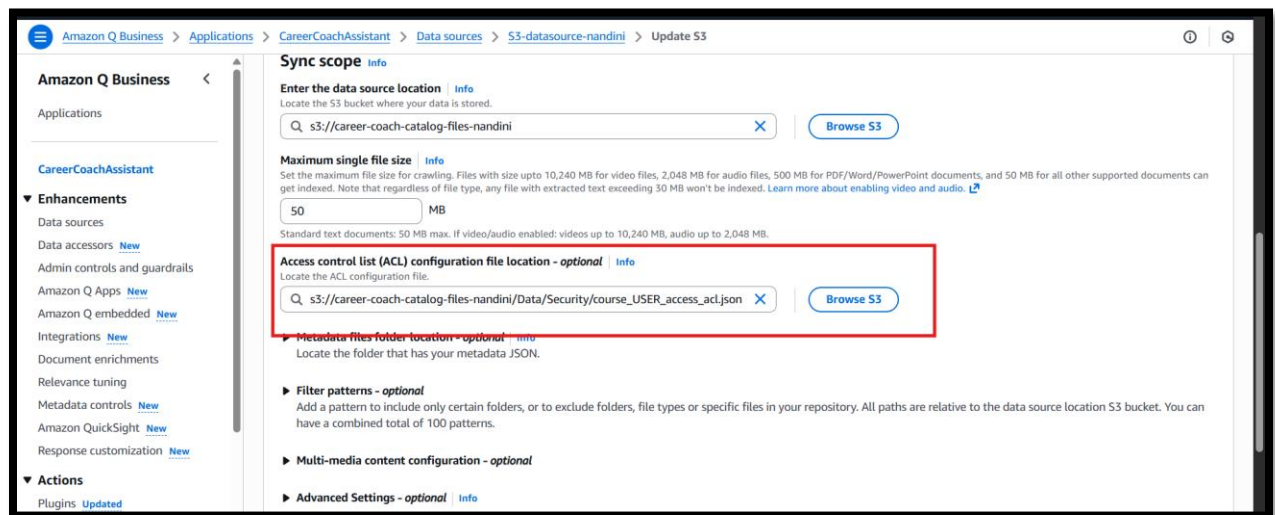 Amazon Q Business > Applications > CareerCoachAssistant > Data sources > S3-datasource-nandini > Update S3
Amazon Q Business
Applications
CareerCoachAssistant
Enhancements
Data sources
Data accessors New
Admin controls and guardrails
Amazon Q Apps New
Amazon Q embedded New
Integrations New
Document enrichments
Relevance tuning
Metadata controls New
Amazon QuickSight New
Response customization New
Actions
Plugins Updated
Sync scope Info
Enter the data source location Info
Locate the S3 bucket where your data is stored.
s3://career-coach-catalog-files-nandini
Browse S3
Maximum single file size Info
Set the maximum file size for crawling. Files with size upto 10,240 MB for video files, 2,048 MB for audio files, 500 MB for PDF/Word/PowerPoint documents, and 50 MB for all other supported documents can
get indexed. Note that regardless of file type, any file with extracted text exceeding 30 MB won't be indexed. Learn more about enabling video and audio.
50 MB
Standard text documents: 50 MB max. If video/audio enabled: videos up to 10,240 MB, audio up to 2,048 MB.
Access control list (ACL) configuration file location - optional Info
Locate the ACL configuration file.
s3://career-coach-catalog-files-nandini/Data/Security/course_USER_access_acl.json
Browse S3
Metadata files folder location - optional Info
Locate the folder that has your metadata JSON.
Filter patterns - optional
Add a pattern to include only certain folders, or to exclude folders, file types or specific files in your repository. All paths are relative to the data source location S3 bucket. You can
have a combined total of 100 patterns.
Multi-media content configuration - optional
Advanced Settings - optional Info